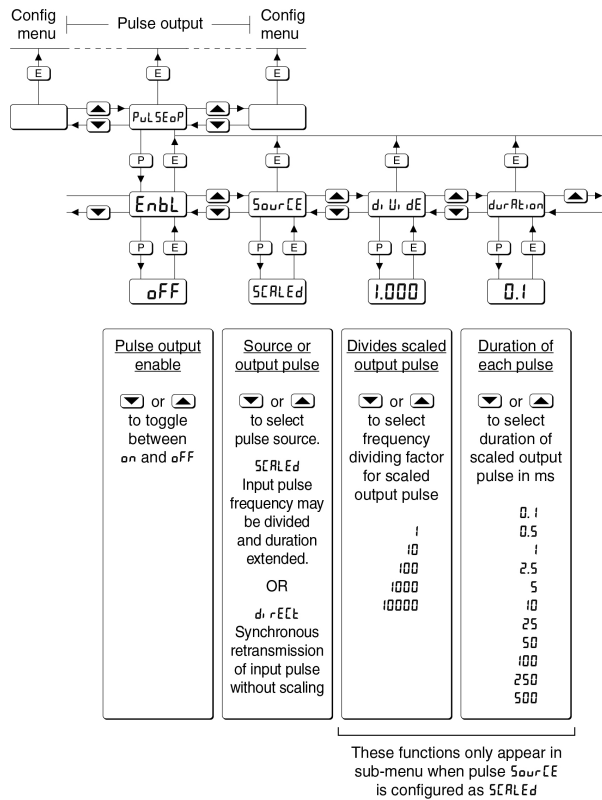 Config
menu
Pulse output
Config
menu
E E E
PuLSEoP
P E E E E
EnbL SourCE diUidE durAtion
P E P E P E P E
oFF SCALEd 1.000 0.1
Pulse output
enable
or
to toggle
between
on and oFF
Source or
output pulse
or
to select
pulse source.
SCALEd
Input pulse
frequency may
be divided
and duration
extended.
OR
dirECt
Synchronous
retransmission
of input pulse
without scaling
Divides scaled
output pulse
or
to select
frequency
dividing factor
for scaled
output pulse
1
10
100
1000
10000
Duration of
each pulse
or
to select
duration of
scaled output
pulse in ms
0.1
0.5
1
2.5
5
10
25
50
100
250
500
These functions only appear in
sub-menu when pulse SourCE
is configured as SCALEd